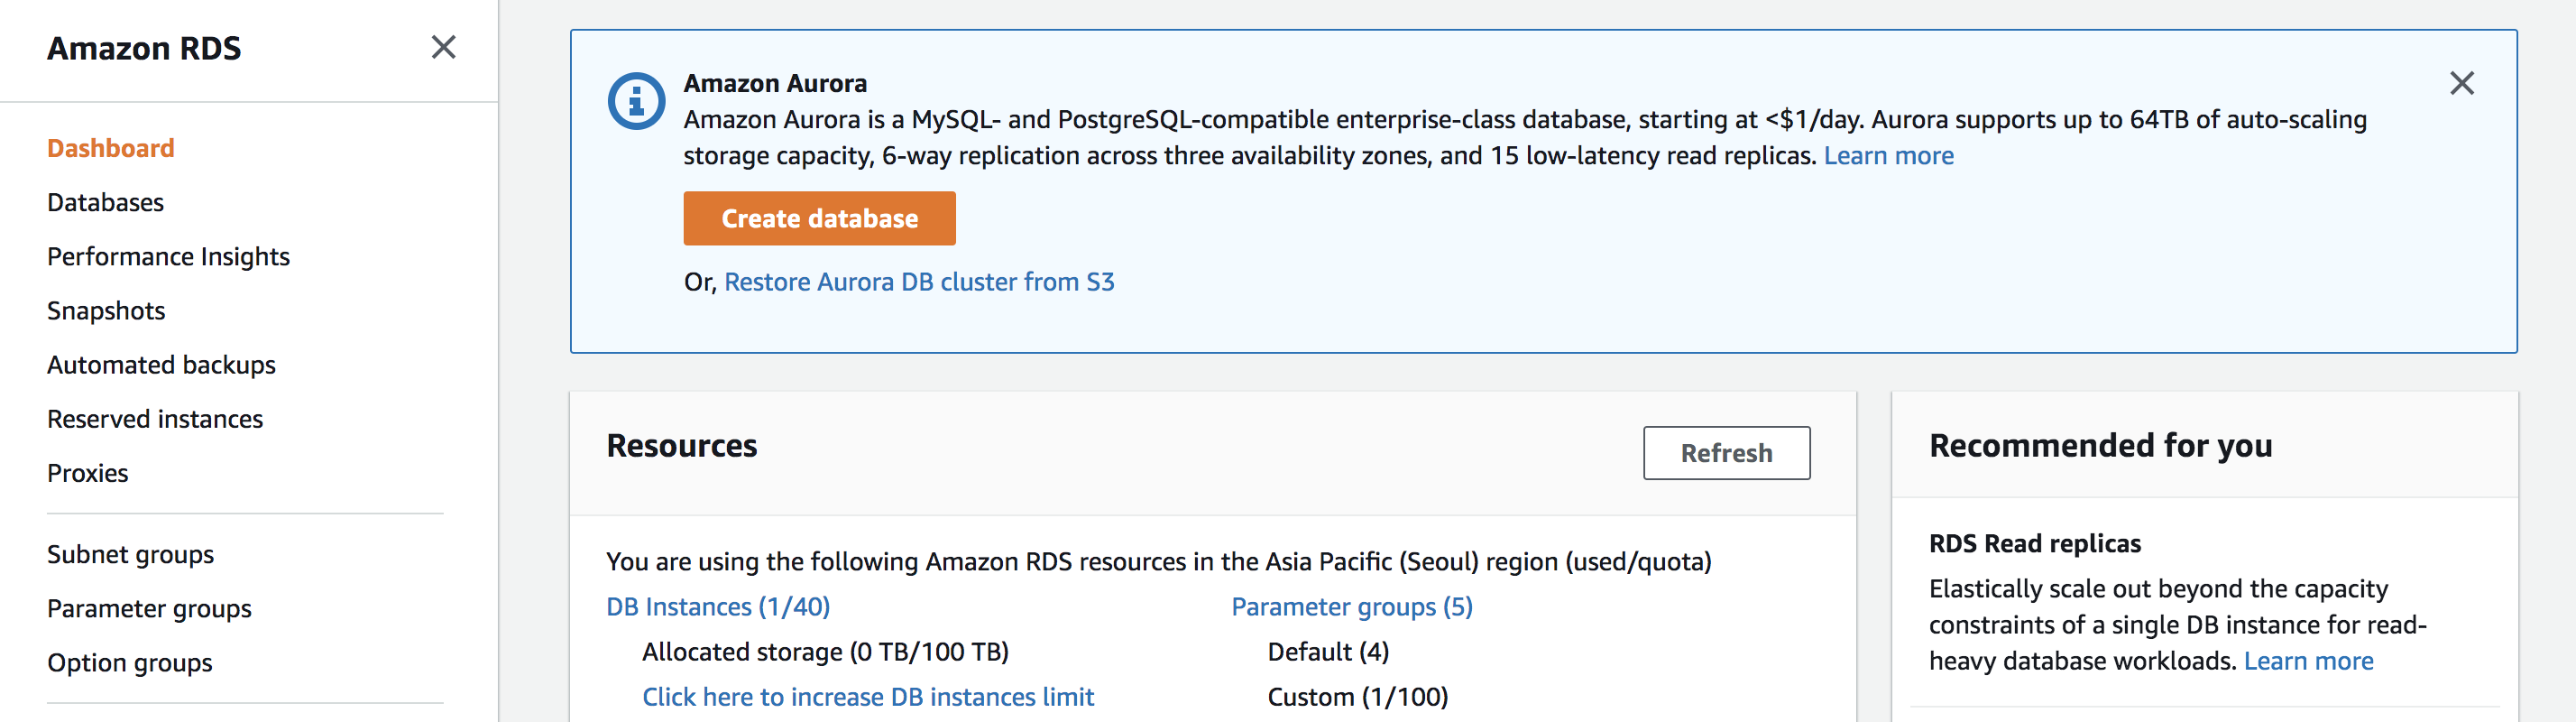 Amazon RDS
Dashboard
Databases
Performance Insights
Snapshots
Automated backups
Reserved instances
Proxies
Subnet groups
Parameter groups
Option groups
Amazon Aurora
Amazon Aurora is a MySQL- and PostgreSQL-compatible enterprise-class database, starting at <$1/day. Aurora supports up to 64TB of auto-scaling
storage capacity, 6-way replication across three availability zones, and 15 low-latency read replicas. Learn more
Create database
Or, Restore Aurora DB cluster from S3
Resources
Refresh
You are using the following Amazon RDS resources in the Asia Pacific (Seoul) region (used/quota)
DB Instances (1/40)
Allocated storage (0 TB/100 TB)
Click here to increase DB instances limit
Parameter groups (5)
Default (4)
Custom (1/100)
Recommended for you
RDS Read replicas
Elastically scale out beyond the capacity
constraints of a single DB instance for read-
heavy database workloads. Learn more